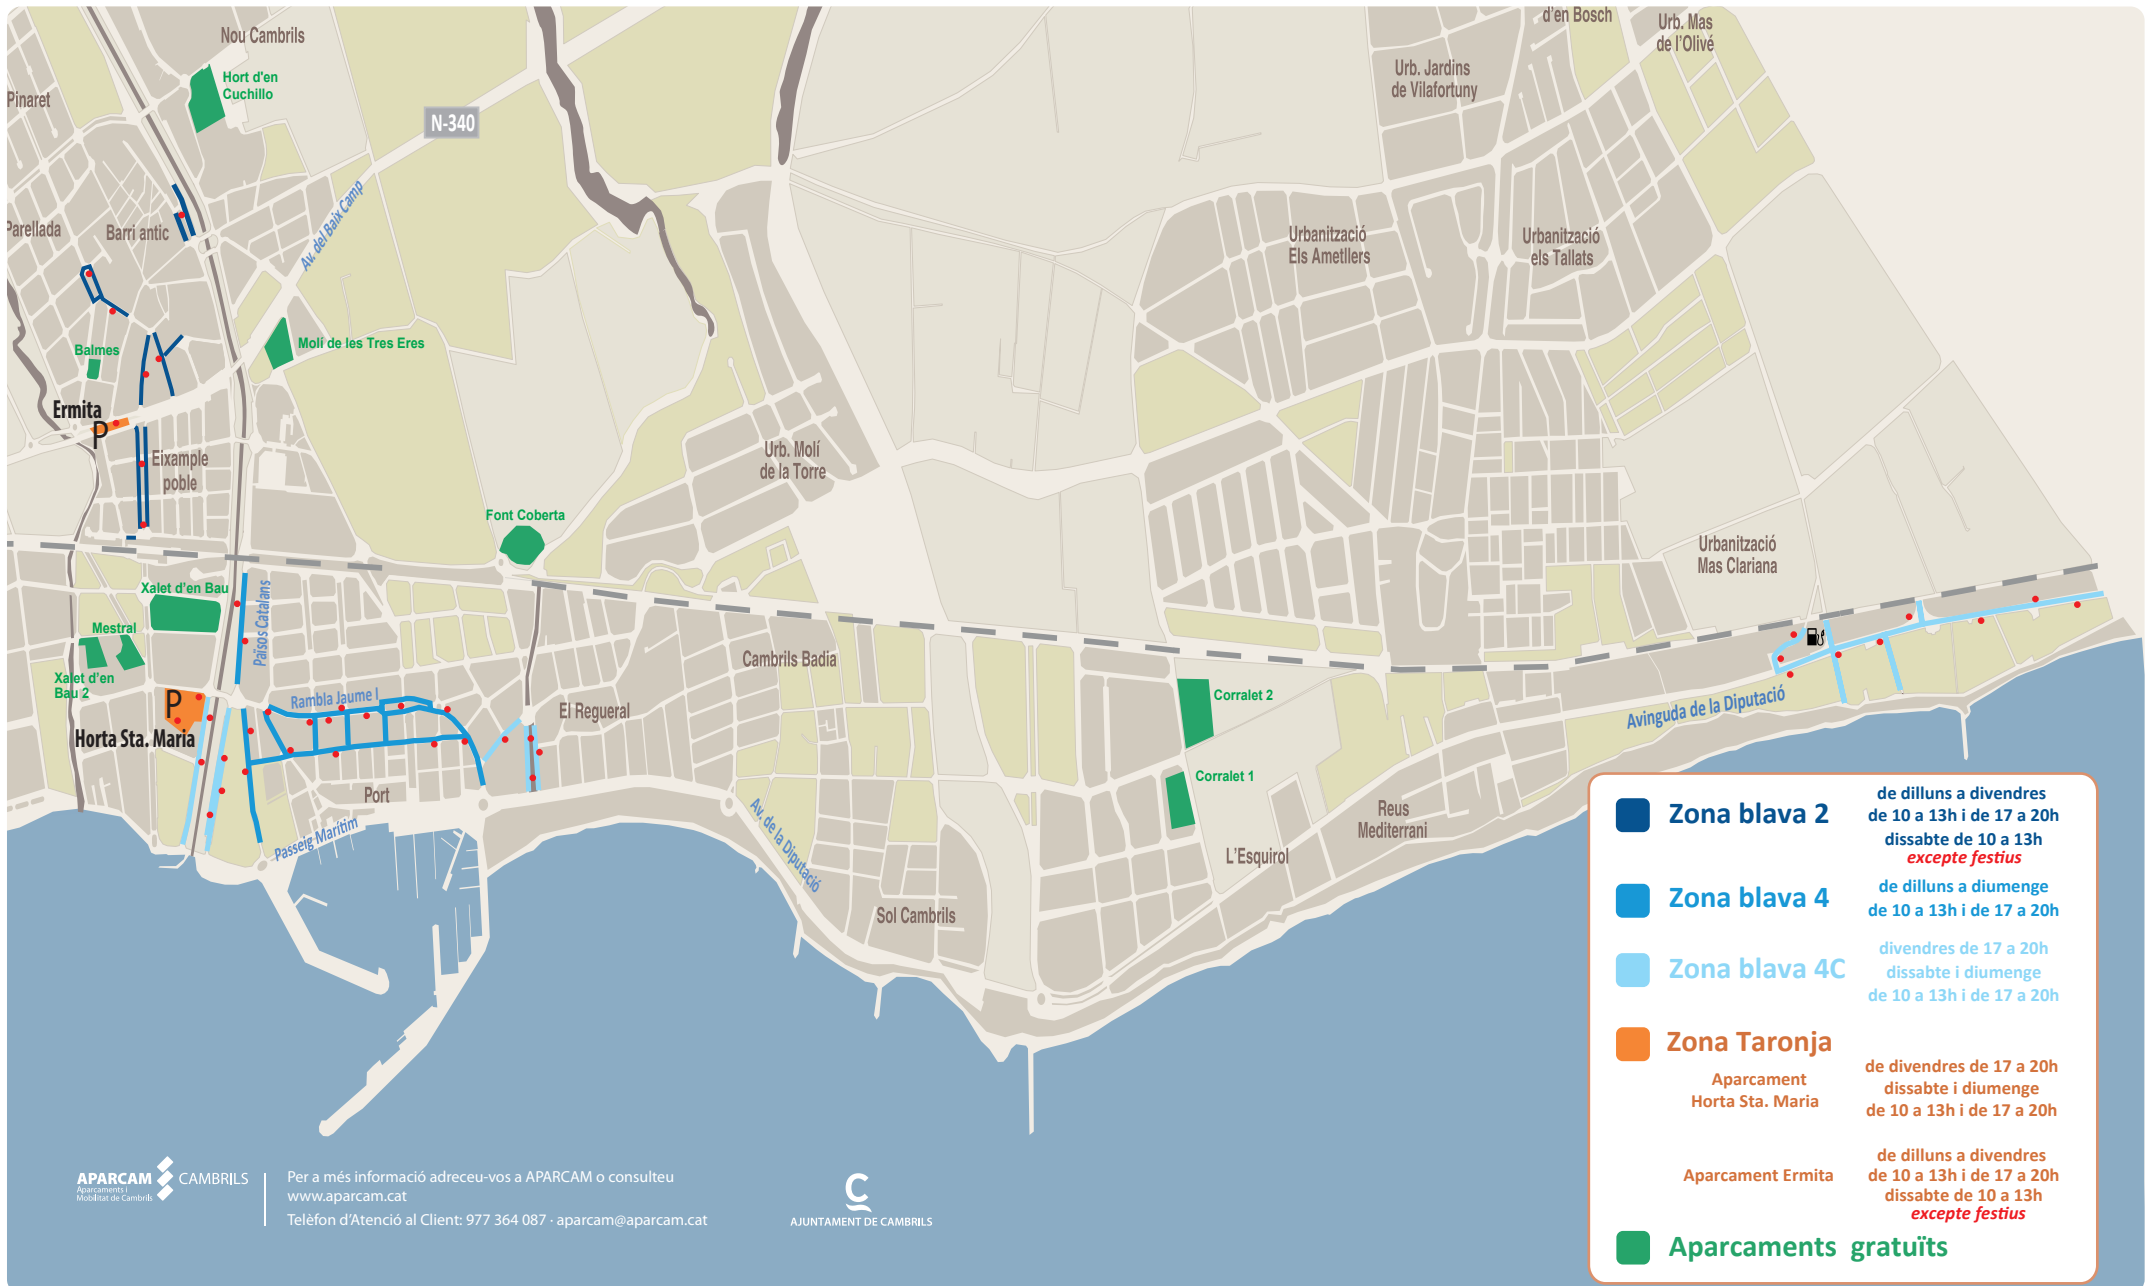 Nou Cambrils
Hort d'en
Cuchillo
Pinaret
N-340
d'en Bosch
Urb. Mas
de l'Olivé
Urb. Jardins
de Vilafortuny
Parellada
Barri antic
Av. del Baix Camp
Urbanització
Els Ametllers
Urbanització
els Tallats
Balmes
Molí de les Tres Eres
Ermita
P
Eixample
poble
Urb. Molí
de la Torre
Font Coberta
Urbanització
Mas Clariana
Xalet d'en Bau
Països Catalans
Mestral
Xalet d'en
Bau 2
P
Horta Sta. Maria
Rambla Jaume I
El Regueral
Cambrils Badia
Corralet 2
Avinguda de la Diputació
Corralet 1
Port
Passeig Marítim
Av. de la Diputació
Reus
Mediterrani
L'Esquirol
Sol Cambrils
Zona blava 2
de dilluns a divendres
de 10 a 13h i de 17 a 20h
dissabte de 10 a 13h
excepte festius
Zona blava 4
de dilluns a diumenge
de 10 a 13h i de 17 a 20h
Zona blava 4C
divendres de 17 a 20h
dissabte i diumenge
de 10 a 13h i de 17 a 20h
Zona Taronja
Aparcament
Horta Sta. Maria
de divendres de 17 a 20h
dissabte i diumenge
de 10 a 13h i de 17 a 20h
Aparcament Ermita
de dilluns a divendres
de 10 a 13h i de 17 a 20h
dissabte de 10 a 13h
excepte festius
Aparcaments gratuïts
APARCAM CAMBRILS
Aparcaments i
Mobilitat de Cambrils
Per a més informació adreceu-vos a APARCAM o consulteu
www.aparcam.cat
Telèfon d'Atenció al Client: 977 364 087 · aparcam@aparcam.cat
AJUNTAMENT DE CAMBRILS